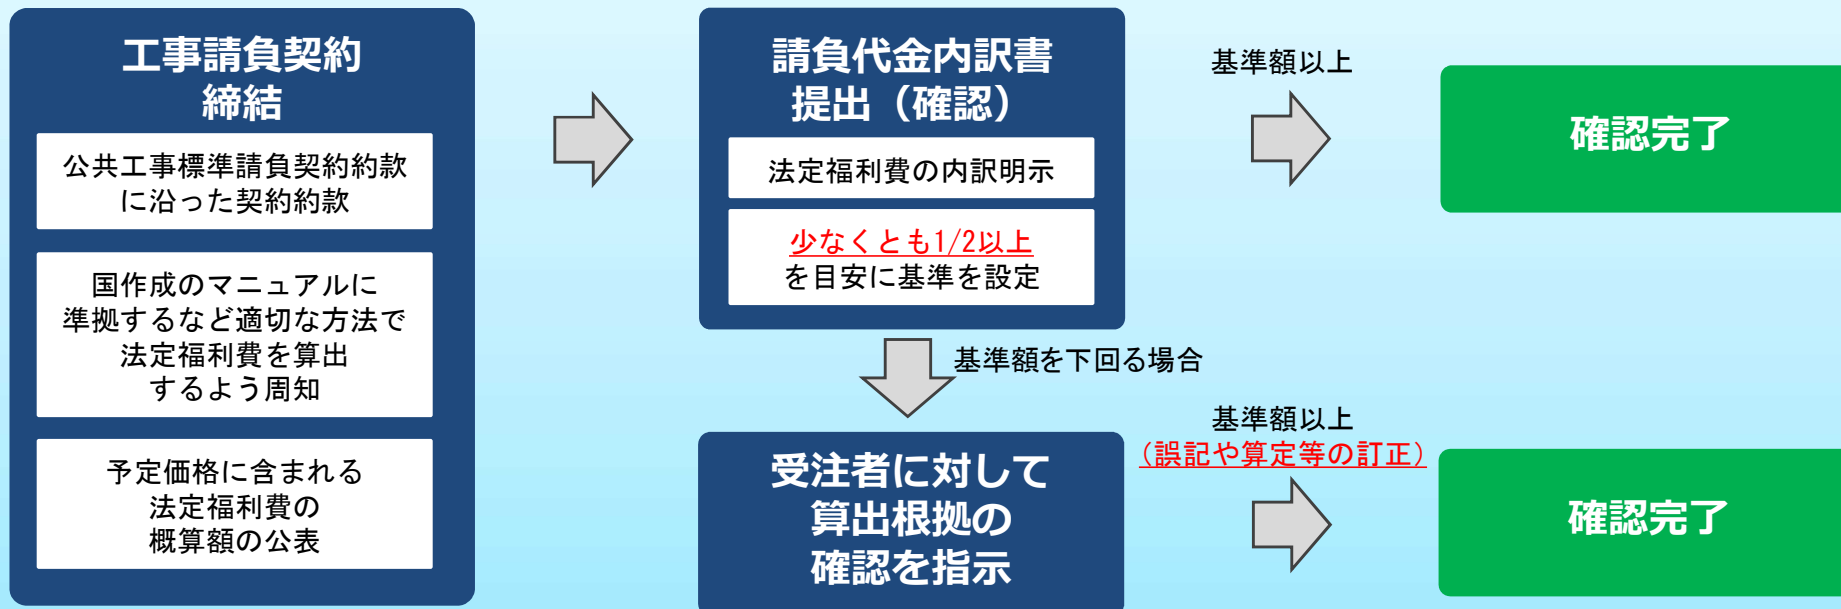 工事請負契約
締結
公共工事標準請負契約約款
に沿った契約約款
国作成のマニュアルに
準拠するなど適切な方法で
法定福利費を算出
するよう周知
予定価格に含まれる
法定福利費の
概算額の公表
請負代金内訳書
提出（確認）
法定福利費の内訳明示
少なくとも1/2以上
を目安に基準を設定
基準額以上
確認完了
基準額を下回る場合
受注者に対して
算出根拠の
確認を指示
基準額以上
（誤記や算定等の訂正）
確認完了